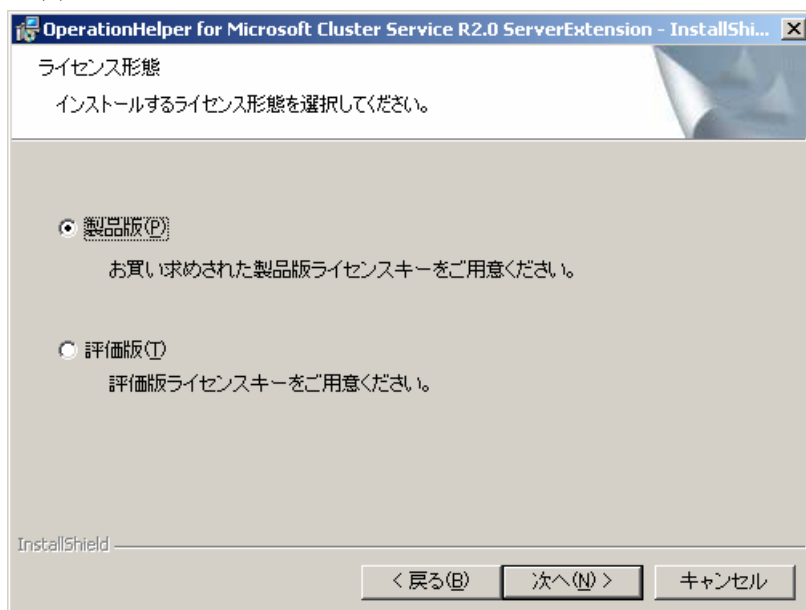 OperationHelper for Microsoft Cluster Service R2.0 ServerExtension - InstallShi...
ライセンス形態
インストールするライセンス形態を選択してください。
製品版(P)
お買い求めされた製品版ライセンスキーをご用意ください。
評価版(T)
評価版ライセンスキーをご用意ください。
InstallShield
< 戻る(B)
次へ(N) >
キャンセル